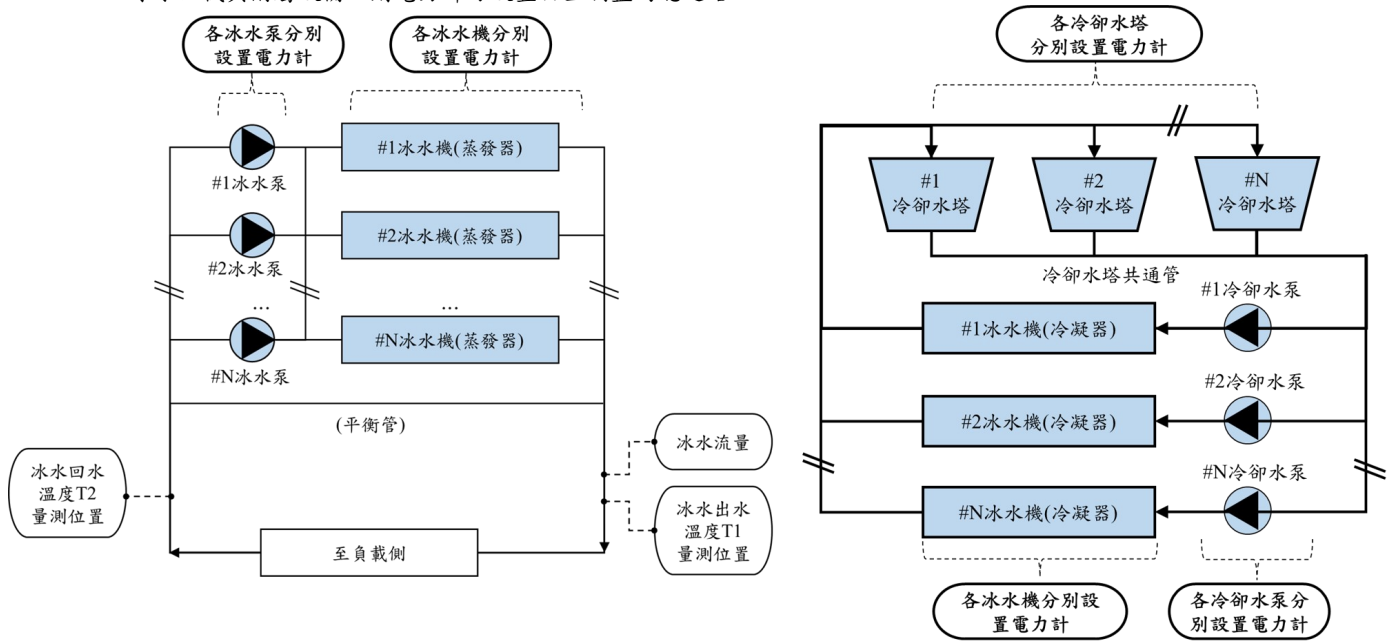 各冰水泵分別
設置電力計
各冰水機分別
設置電力計
#1冰水泵
#1冰水機(蒸發器)
#2冰水泵
#2冰水機(蒸發器)
...
...
#N冰水泵
#N冰水機(蒸發器)
(平衡管)
冰水流量
冰水回水
溫度T2
量測位置
冰水出水
溫度T1
量測位置
至負載側
各冷卻水塔
分別設置電力計
#1
冷卻水塔
#2
冷卻水塔
#N
冷卻水塔
冷卻水塔共通管
#1冷卻水泵
#1冰水機(冷凝器)
#2冷卻水泵
#2冰水機(冷凝器)
#N冷卻水泵
#N冰水機(冷凝器)
各冰水機分別設
置電力計
各冷卻水泵分
別設置電力計